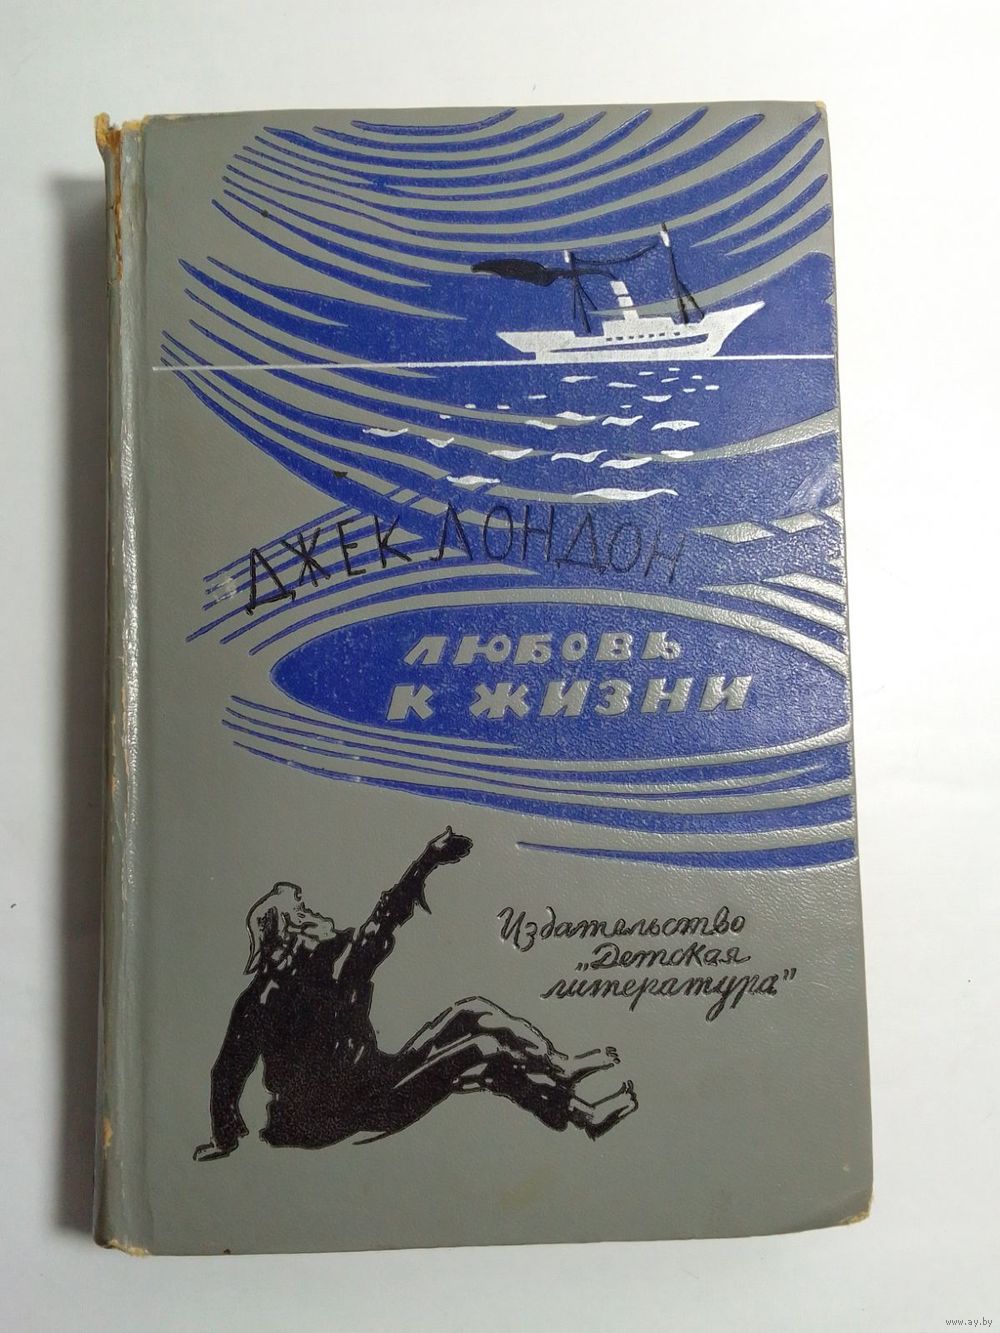 ДЖЕК ЛОНДОН
ЛЮБОВЬ
К ЖИЗНИ
Издательство
„Детская
литература"
www.ay.by